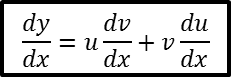 dy/dx = u dv/dx + v du/dx